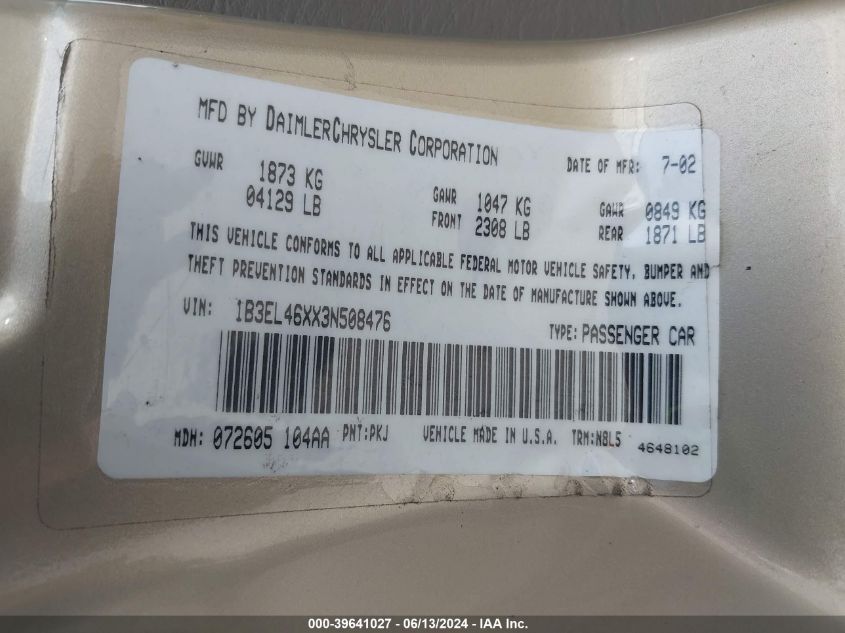 MFD BY DAIMLERCHRYSLER CORPORATION DATE OF MFR: 7-02
GVWR 1873 KG GAWR 1047 KG GAWR 0849 KG
04129 LB FRONT 2308 LB REAR 1871 LB
THIS VEHICLE CONFORMS TO ALL APPLICABLE FEDERAL MOTOR VEHICLE SAFETY, BUMPER AND
THEFT PREVENTION STANDARDS IN EFFECT ON THE DATE OF MANUFACTURE SHOWN ABOVE.
VIN: 1B3EL46XX3N508476 TYPE: PASSENGER CAR
MDH: 072605 104AA PNT:PKJ VEHICLE MADE IN U.S.A. TRM:N8L5 4648102
000-39641027 - 06/13/2024 - IAA Inc.